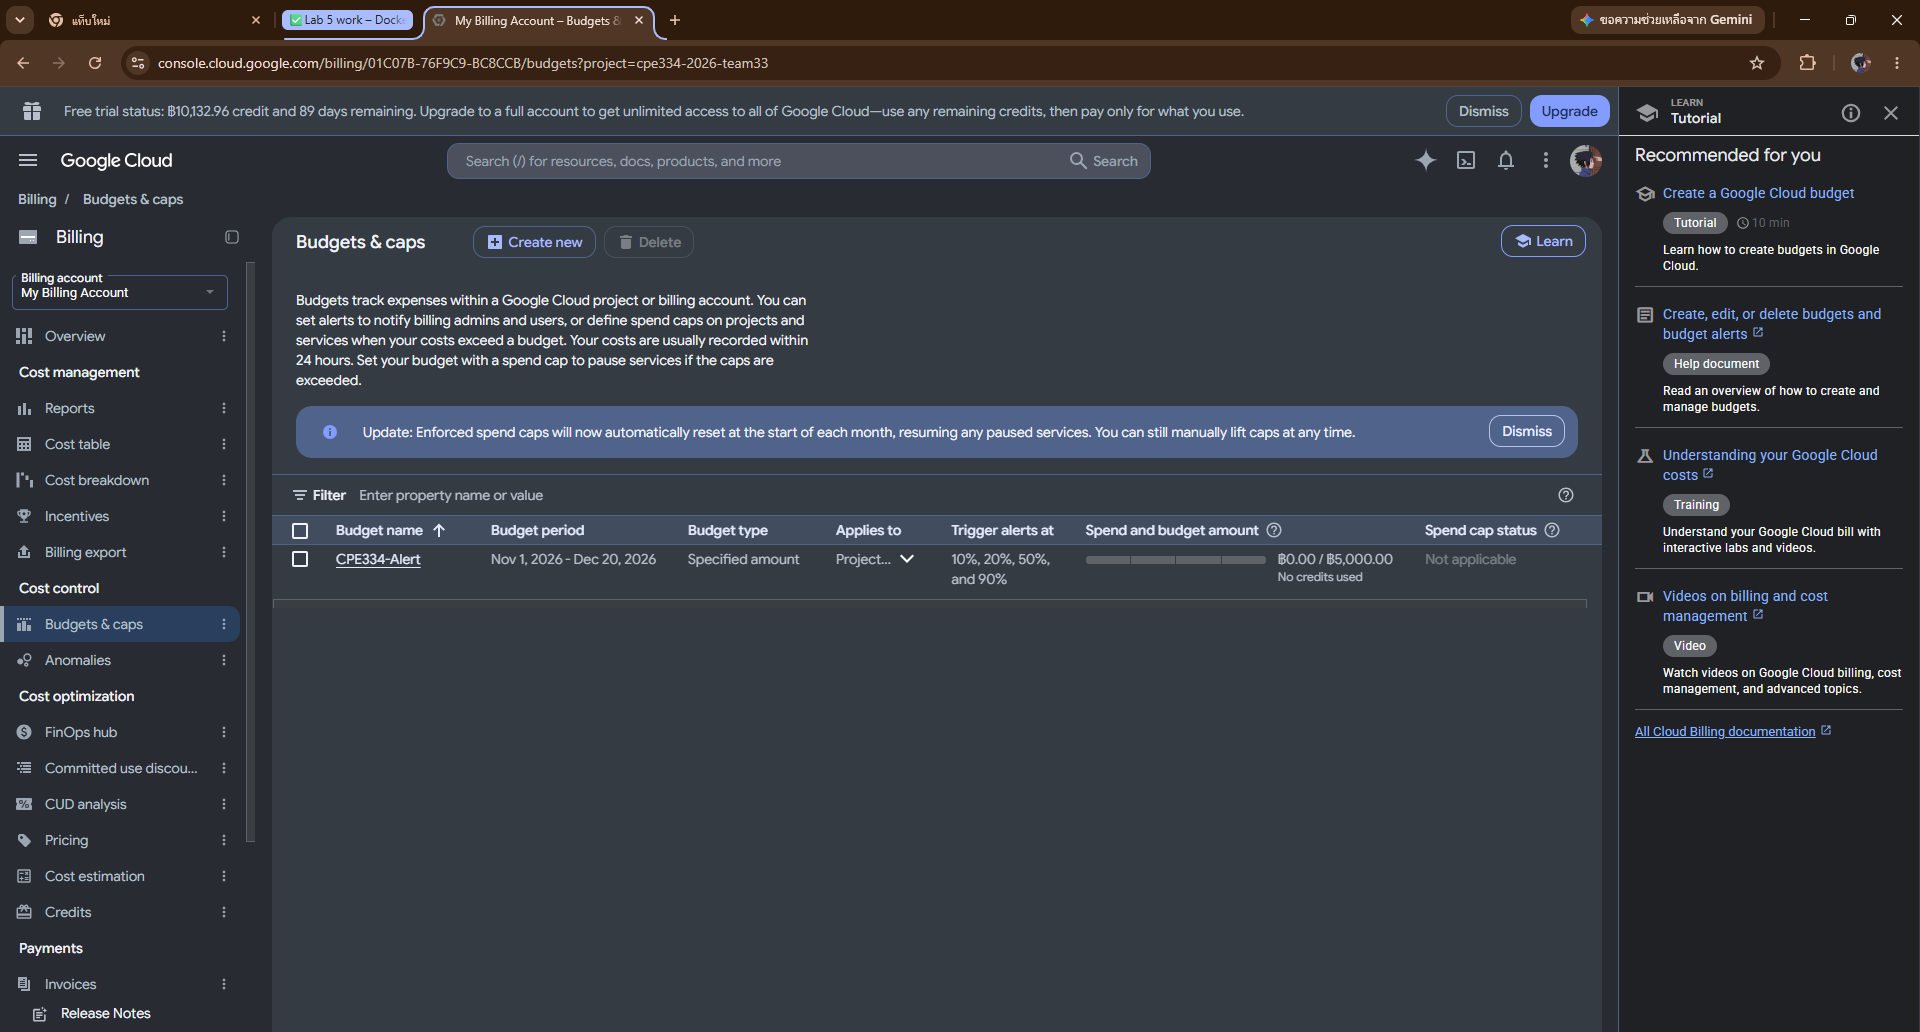 แท็บใหม่
Lab 5 work – Docke
My Billing Account – Budgets &
ขอความช่วยเหลือจาก Gemini
console.cloud.google.com/billing/01C07B-76F9C9-BC8CCB/budgets?project=cpe334-2026-team33
Free trial status: ฿10,132.96 credit and 89 days remaining. Upgrade to a full account to get unlimited access to all of Google Cloud—use any remaining credits, then pay only for what you use.
Dismiss
Upgrade
Google Cloud
Search (/) for resources, docs, products, and more
Search
Billing / Budgets & caps
Billing
Billing account
My Billing Account
Overview
Cost management
Reports
Cost table
Cost breakdown
Incentives
Billing export
Cost control
Budgets & caps
Anomalies
Cost optimization
FinOps hub
Committed use discou...
CUD analysis
Pricing
Cost estimation
Credits
Payments
Invoices
Release Notes
Budgets & caps
Create new
Delete
Learn
Budgets track expenses within a Google Cloud project or billing account. You can
set alerts to notify billing admins and users, or define spend caps on projects and
services when your costs exceed a budget. Your costs are usually recorded within
24 hours. Set your budget with a spend cap to pause services if the caps are
exceeded.
Update: Enforced spend caps will now automatically reset at the start of each month, resuming any paused services. You can still manually lift caps at any time.
Dismiss
Filter Enter property name or value
Budget name Budget period Budget type Applies to Trigger alerts at Spend and budget amount Spend cap status
CPE334-Alert Nov 1, 2026 - Dec 20, 2026 Specified amount Project... 10%, 20%, 50%, ฿0.00 / ฿5,000.00 Not applicable
and 90% No credits used
LEARN
Tutorial
Recommended for you
Create a Google Cloud budget
Tutorial 10 min
Learn how to create budgets in Google
Cloud.
Create, edit, or delete budgets and
budget alerts
Help document
Read an overview of how to create and
manage budgets.
Understanding your Google Cloud
costs
Training
Understand your Google Cloud bill with
interactive labs and videos.
Videos on billing and cost
management
Video
Watch videos on Google Cloud billing, cost
management, and advanced topics.
All Cloud Billing documentation